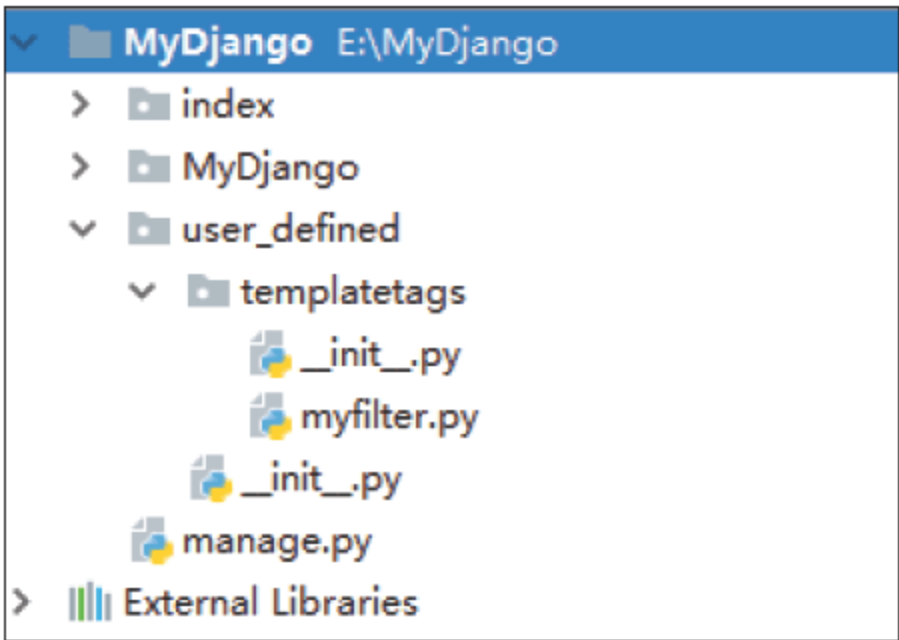 MyDjango E:\MyDjango
index
MyDjango
user_defined
templatetags
__init__.py
myfilter.py
__init__.py
manage.py
External Libraries